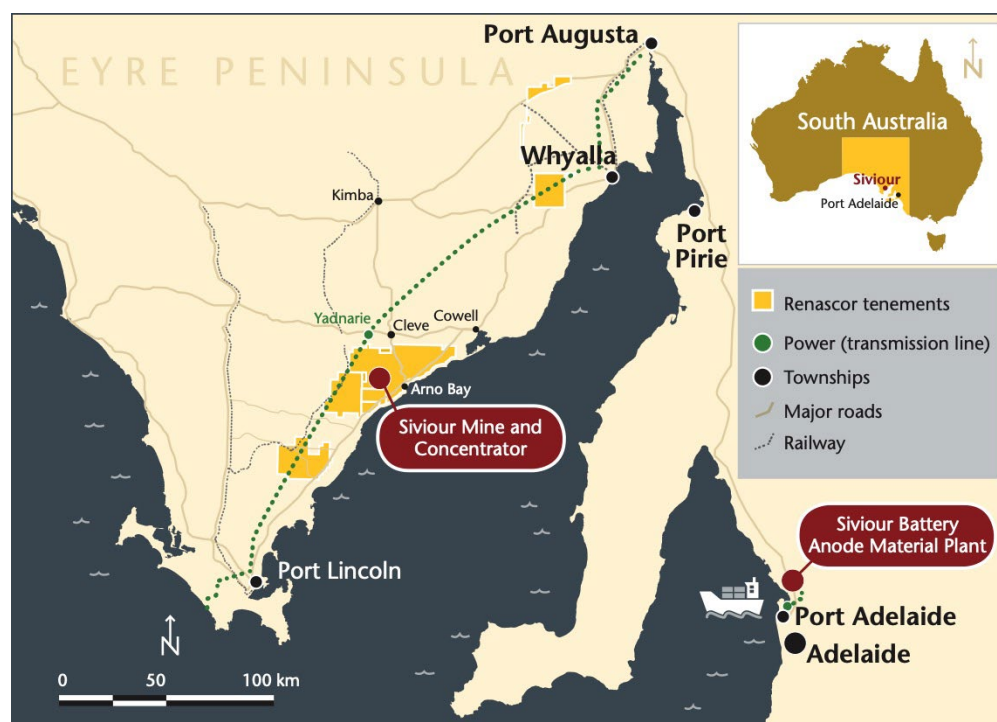 Port Augusta
EYRE PENINSULA
Whyalla
Kimba
Port
Pirie
Yadnarie
Cleve
Cowell
Arno Bay
Siviour Mine and
Concentrator
Port Lincoln
N
0 50 100 km
N
South Australia
Siviour
Port Adelaide
Renascor tenements
Power (transmission line)
Townships
Major roads
Railway
Siviour Battery
Anode Material Plant
Port Adelaide
Adelaide